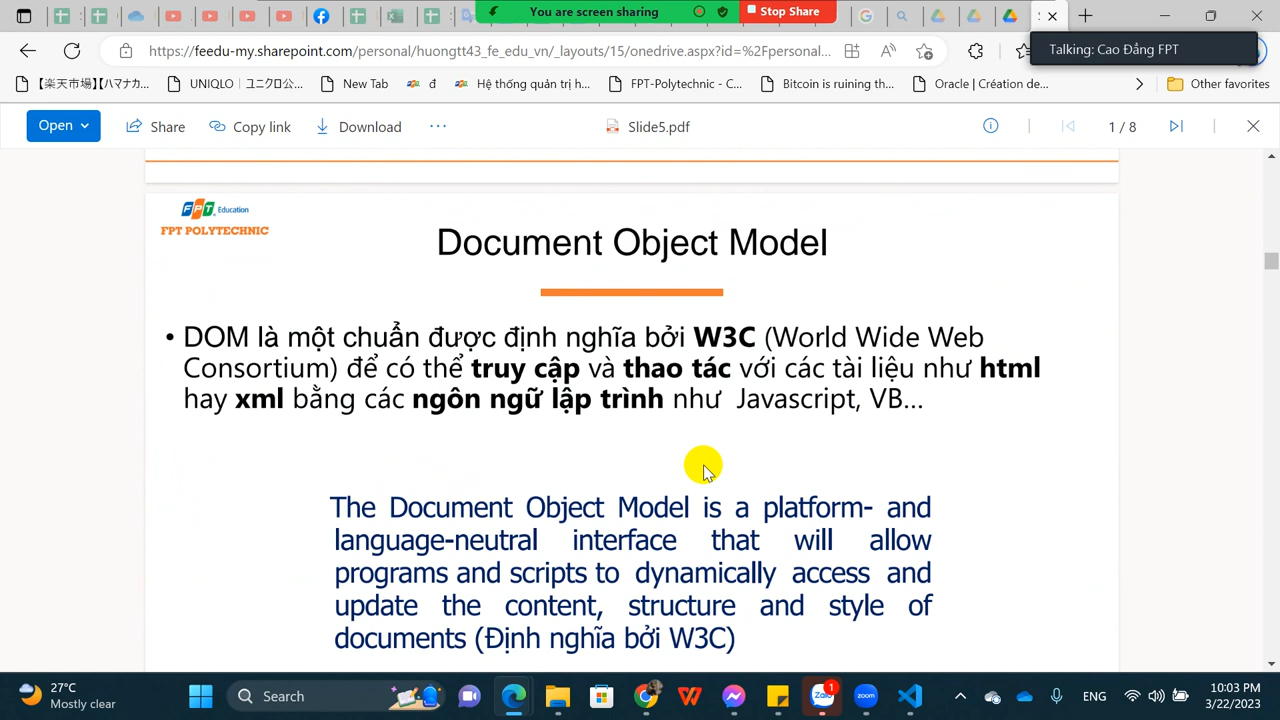 You are screen sharing
Stop Share
https://feedu-my.sharepoint.com/personal/huongtt43_fe_edu_vn/_layouts/15/onedrive.aspx?id=%2Fpersonal...
Talking: Cao Đẳng FPT
【楽天市場】(ハマナカ...
UNIQLO | ユニクロ公...
New Tab
đ
Hệ thống quản trị h...
FPT-Polytechnic - C...
Bitcoin is ruining th...
Oracle | Création de...
Other favorites
Open
Share
Copy link
Download
Slide5.pdf
1 / 8
FPT Education
FPT POLYTECHNIC
Document Object Model
• DOM là một chuẩn được định nghĩa bởi W3C (World Wide Web
Consortium) để có thể truy cập và thao tác với các tài liệu như html
hay xml bằng các ngôn ngữ lập trình như Javascript, VB...
The Document Object Model is a platform- and
language-neutral interface that will allow
programs and scripts to dynamically access and
update the content, structure and style of
documents (Định nghĩa bởi W3C)
27°C
Mostly clear
Search
1
zoom
ENG
10:03 PM
3/22/2023